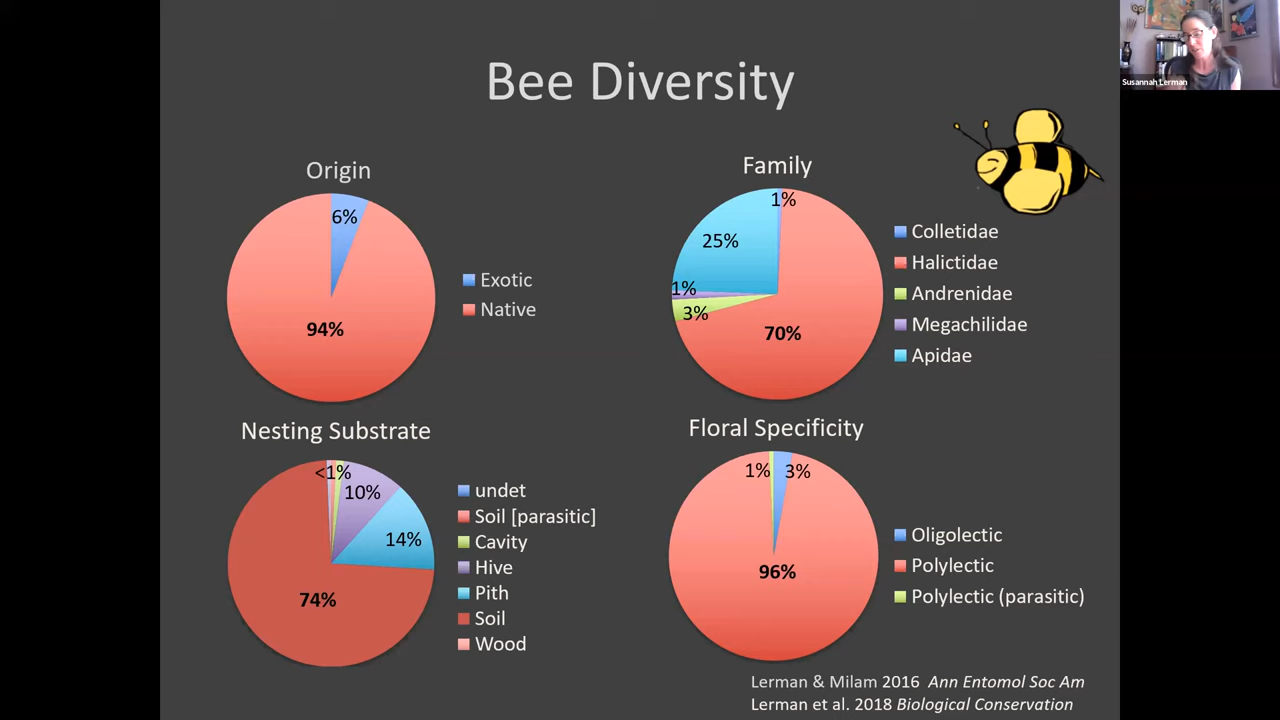 Bee Diversity
Susannah Lerman
Origin
6%
94%
Exotic
Native
Family
1%
25%
1%
3%
70%
Colletidae
Halictidae
Andrenidae
Megachilidae
Apidae
Nesting Substrate
<1%
10%
14%
74%
undet
Soil [parasitic]
Cavity
Hive
Pith
Soil
Wood
Floral Specificity
1%
3%
96%
Oligolectic
Polylectic
Polylectic (parasitic)
Lerman & Milam 2016 Ann Entomol Soc Am
Lerman et al. 2018 Biological Conservation